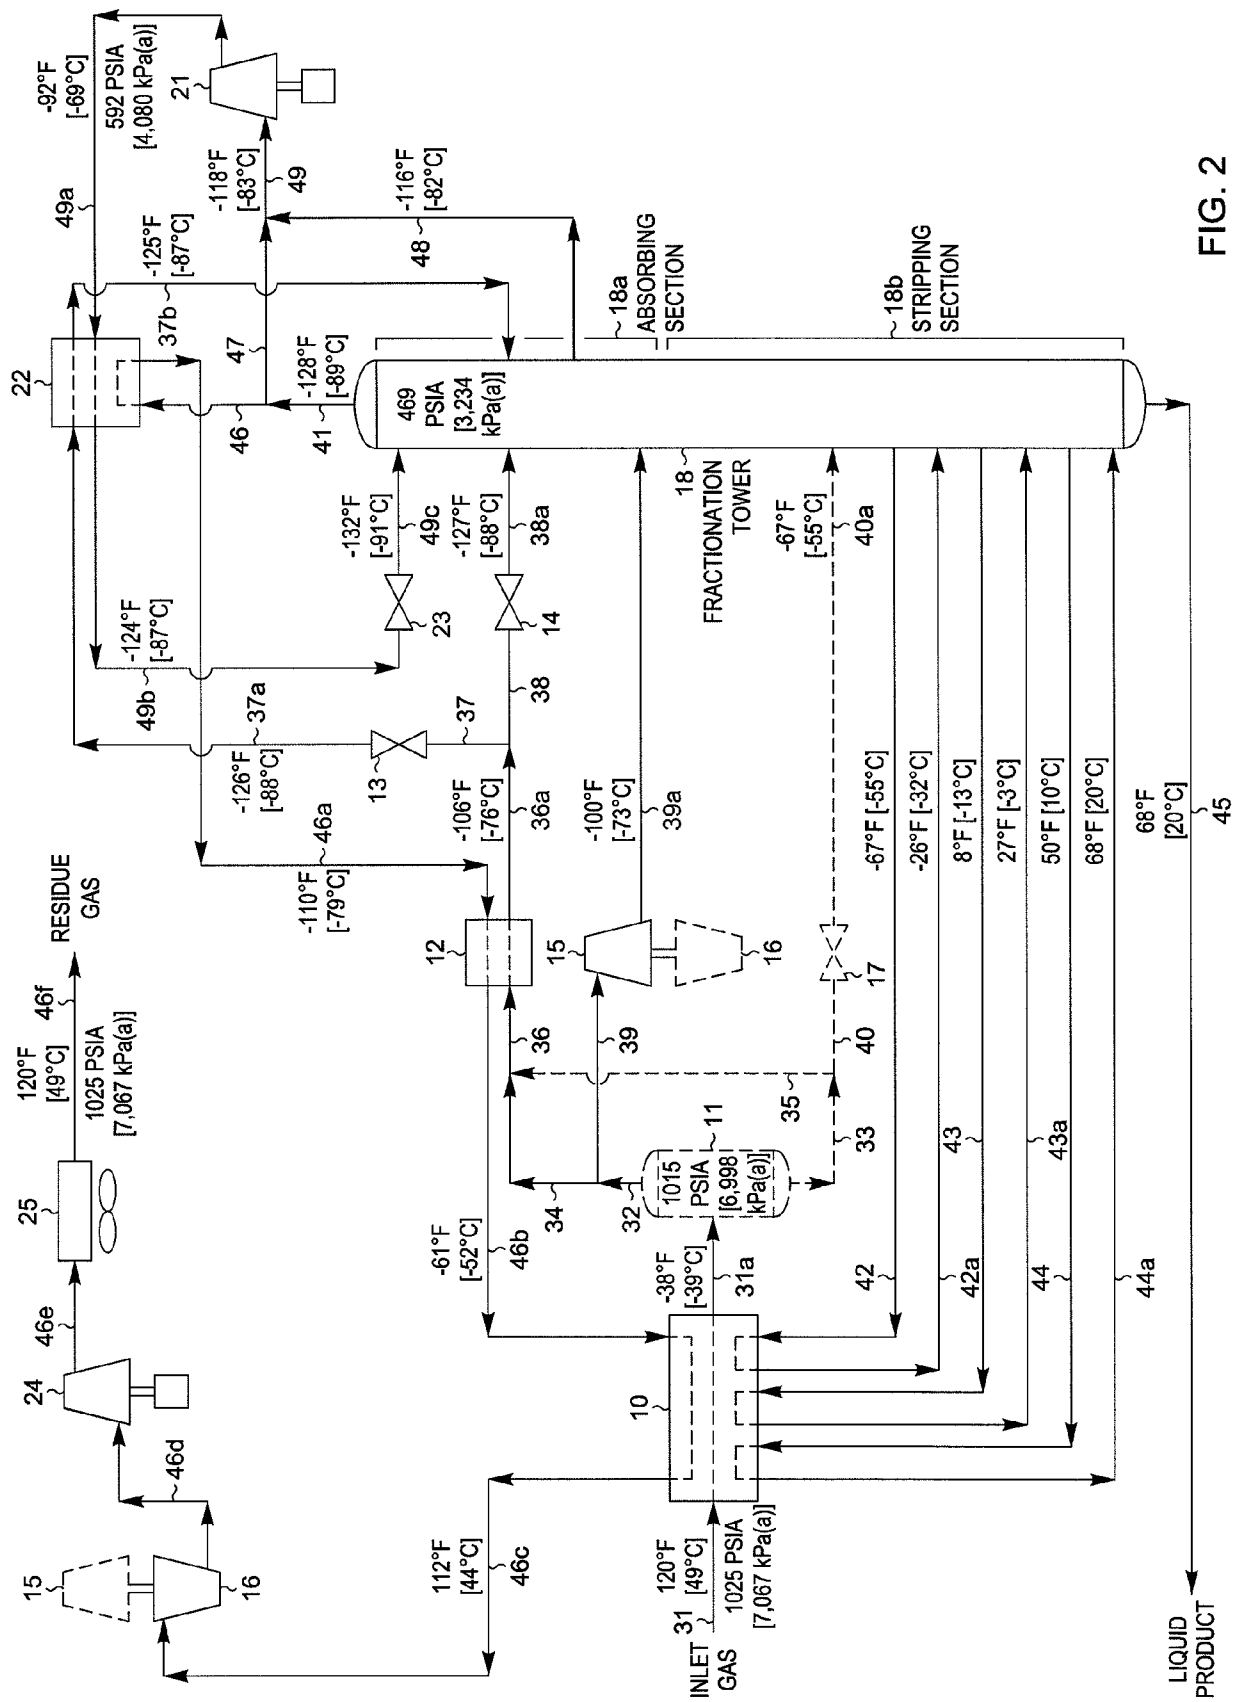 -92°F
[-69°C]
592 PSIA
[4,080 kPa(a)]
21
49a
-118°F
[-83°C]
49
-116°F
[-82°C]
48
-125°F
[-87°C]
37b
22
47
46
-128°F
[-89°C]
41
18a
ABSORBING
SECTION
18b
STRIPPING
SECTION
469
PSIA
[3,234
kPa(a)]
18
FRACTIONATION
TOWER
-132°F
[-91°C]
49c
23
-127°F
[-88°C]
38a
14
38
-67°F
[-55°C]
40a
-124°F
[-87°C]
49b
37a
37
-126°F
[-88°C]
13
46a
-110°F
[-79°C]
-106°F
[-76°C]
36a
-100°F
[-73°C]
39a
-67°F [-55°C]
-26°F [-32°C]
8°F [-13°C]
27°F [-3°C]
50°F [10°C]
68°F [20°C]
68°F
[20°C]
45
RESIDUE
GAS
46f
120°F
[49°C]
1025 PSIA
[7,067 kPa(a)]
25
46e
24
46d
15
16
12
15
16
17
36
39
40
35
33
34
32
11
1015
PSIA
[6,998
kPa(a)]
-61°F
[-52°C]
46b
-38°F
[-39°C]
31a
10
42
42a
43
43a
44
44a
112°F
[44°C]
46c
120°F
[49°C]
31
1025 PSIA
[7,067 kPa(a)]
INLET
GAS
LIQUID
PRODUCT
FIG. 2